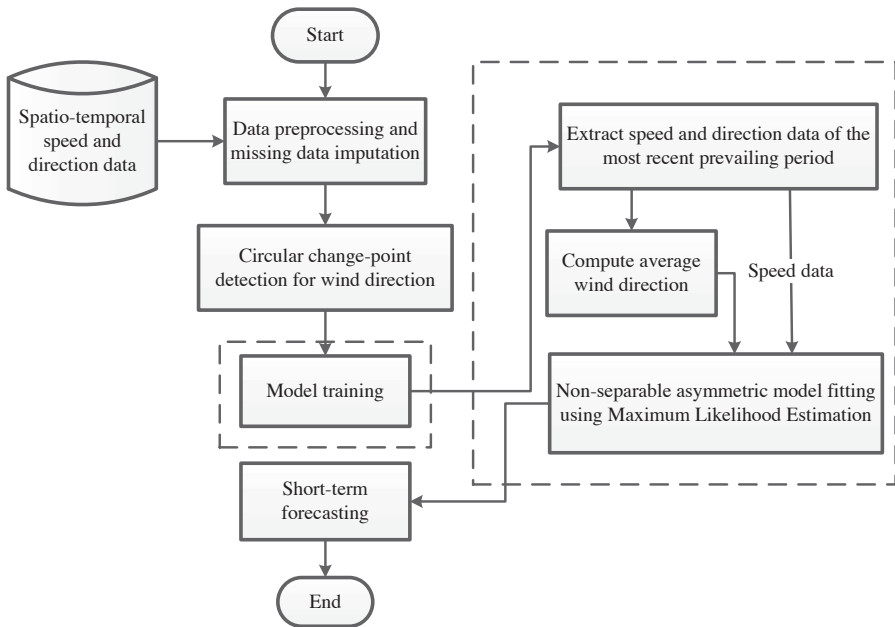 Start
Spatio-temporal
speed and
direction data
Data preprocessing and
missing data imputation
Circular change-point
detection for wind direction
Model training
Extract speed and direction data of the
most recent prevailing period
Compute average
wind direction
Speed data
Non-separable asymmetric model fitting
using Maximum Likelihood Estimation
Short-term
forecasting
End